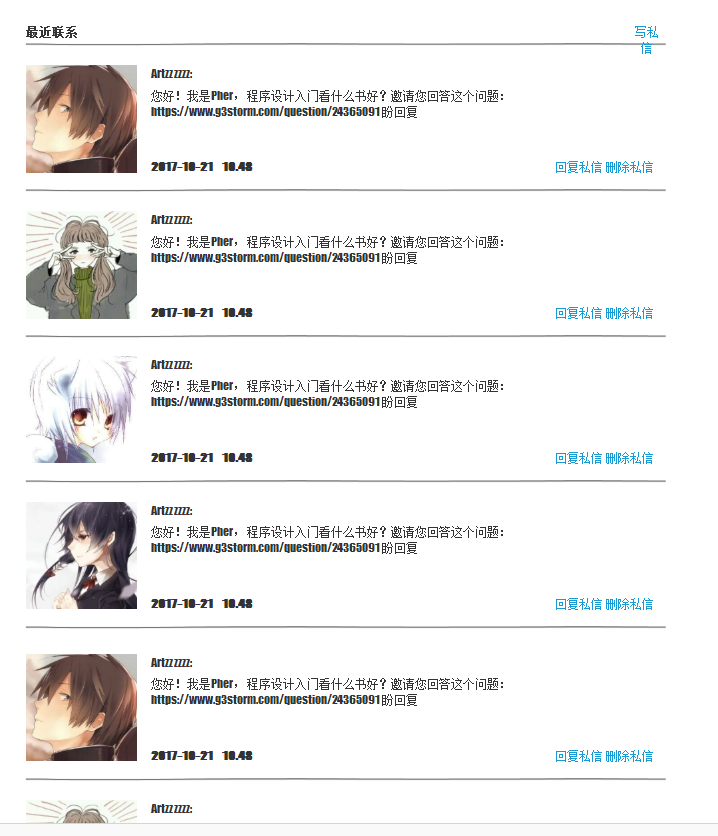 最近联系
写私
信
Artzzzzzz:
您好！我是Pher，程序设计入门看什么书好？邀请您回答这个问题：
https://www.g3storm.com/question/24365091盼回复
2017-10-21 10.48
回复私信 删除私信
Artzzzzzz:
您好！我是Pher，程序设计入门看什么书好？邀请您回答这个问题：
https://www.g3storm.com/question/24365091盼回复
2017-10-21 10.48
回复私信 删除私信
Artzzzzzz:
您好！我是Pher，程序设计入门看什么书好？邀请您回答这个问题：
https://www.g3storm.com/question/24365091盼回复
2017-10-21 10.48
回复私信 删除私信
Artzzzzzz:
您好！我是Pher，程序设计入门看什么书好？邀请您回答这个问题：
https://www.g3storm.com/question/24365091盼回复
2017-10-21 10.48
回复私信 删除私信
Artzzzzzz:
您好！我是Pher，程序设计入门看什么书好？邀请您回答这个问题：
https://www.g3storm.com/question/24365091盼回复
2017-10-21 10.48
回复私信 删除私信
Artzzzzzz: